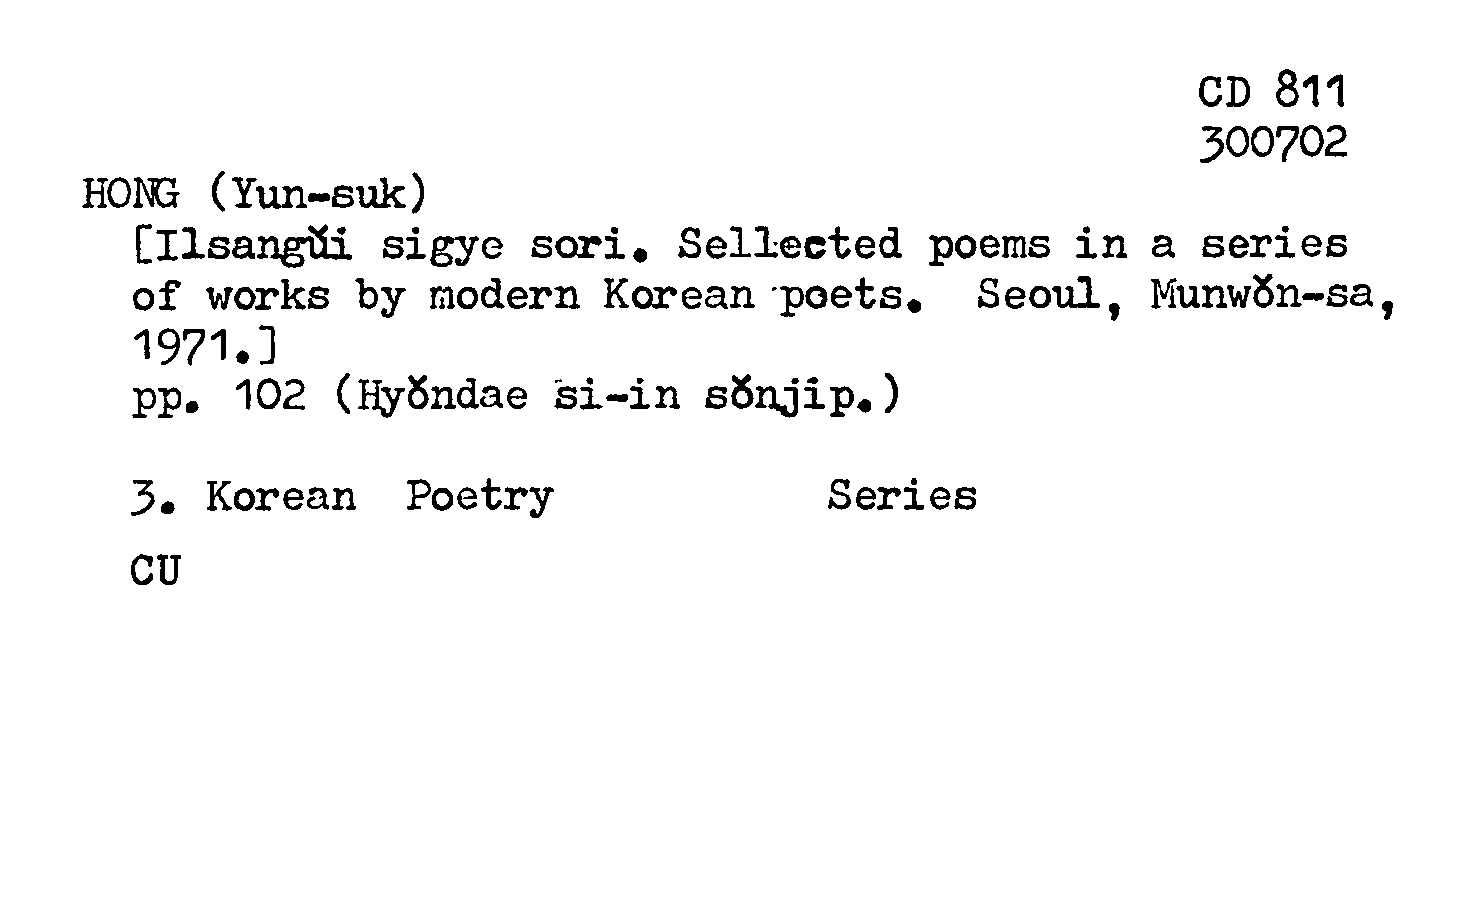 CD 811
300702
HONG (Yun-suk)
[Ilsangŭi sigye sori. Sellected poems in a series
of works by modern Korean poets. Seoul, Munwŏn-sa,
1971.]
pp. 102 (Hyŏndae si-in sŏnjip.)
3. Korean Poetry Series
CU